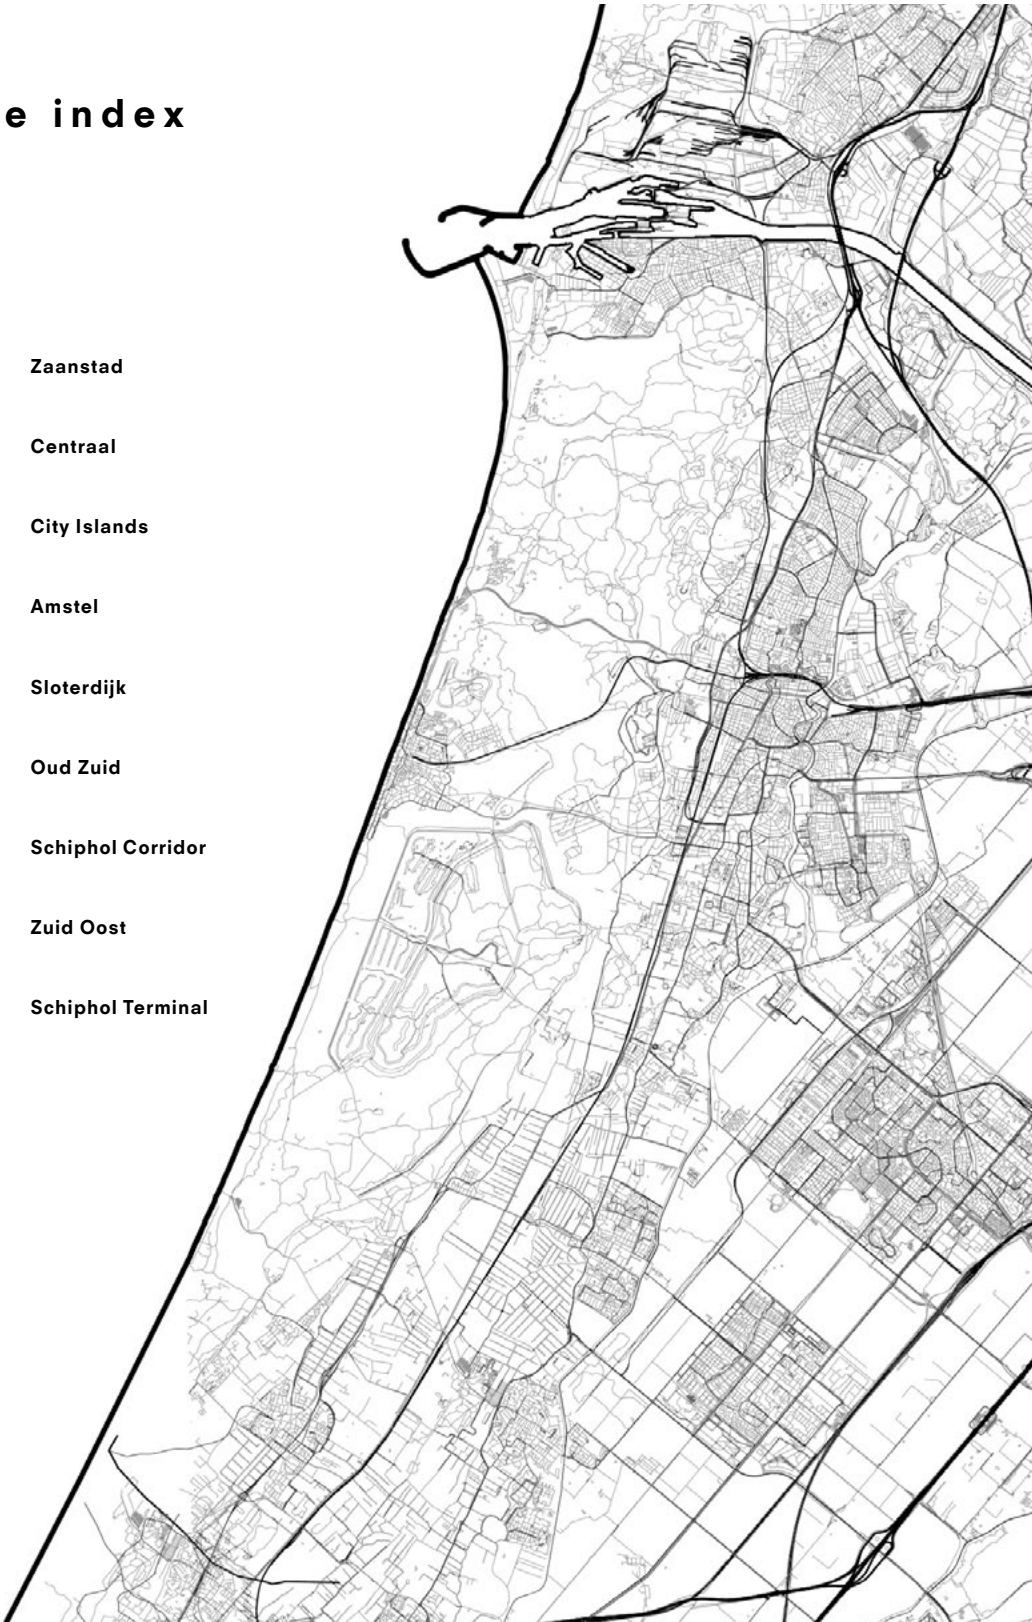 e index
Zaanstad
Centraal
City Islands
Amstel
Sloterdijk
Oud Zuid
Schiphol Corridor
Zuid Oost
Schiphol Terminal